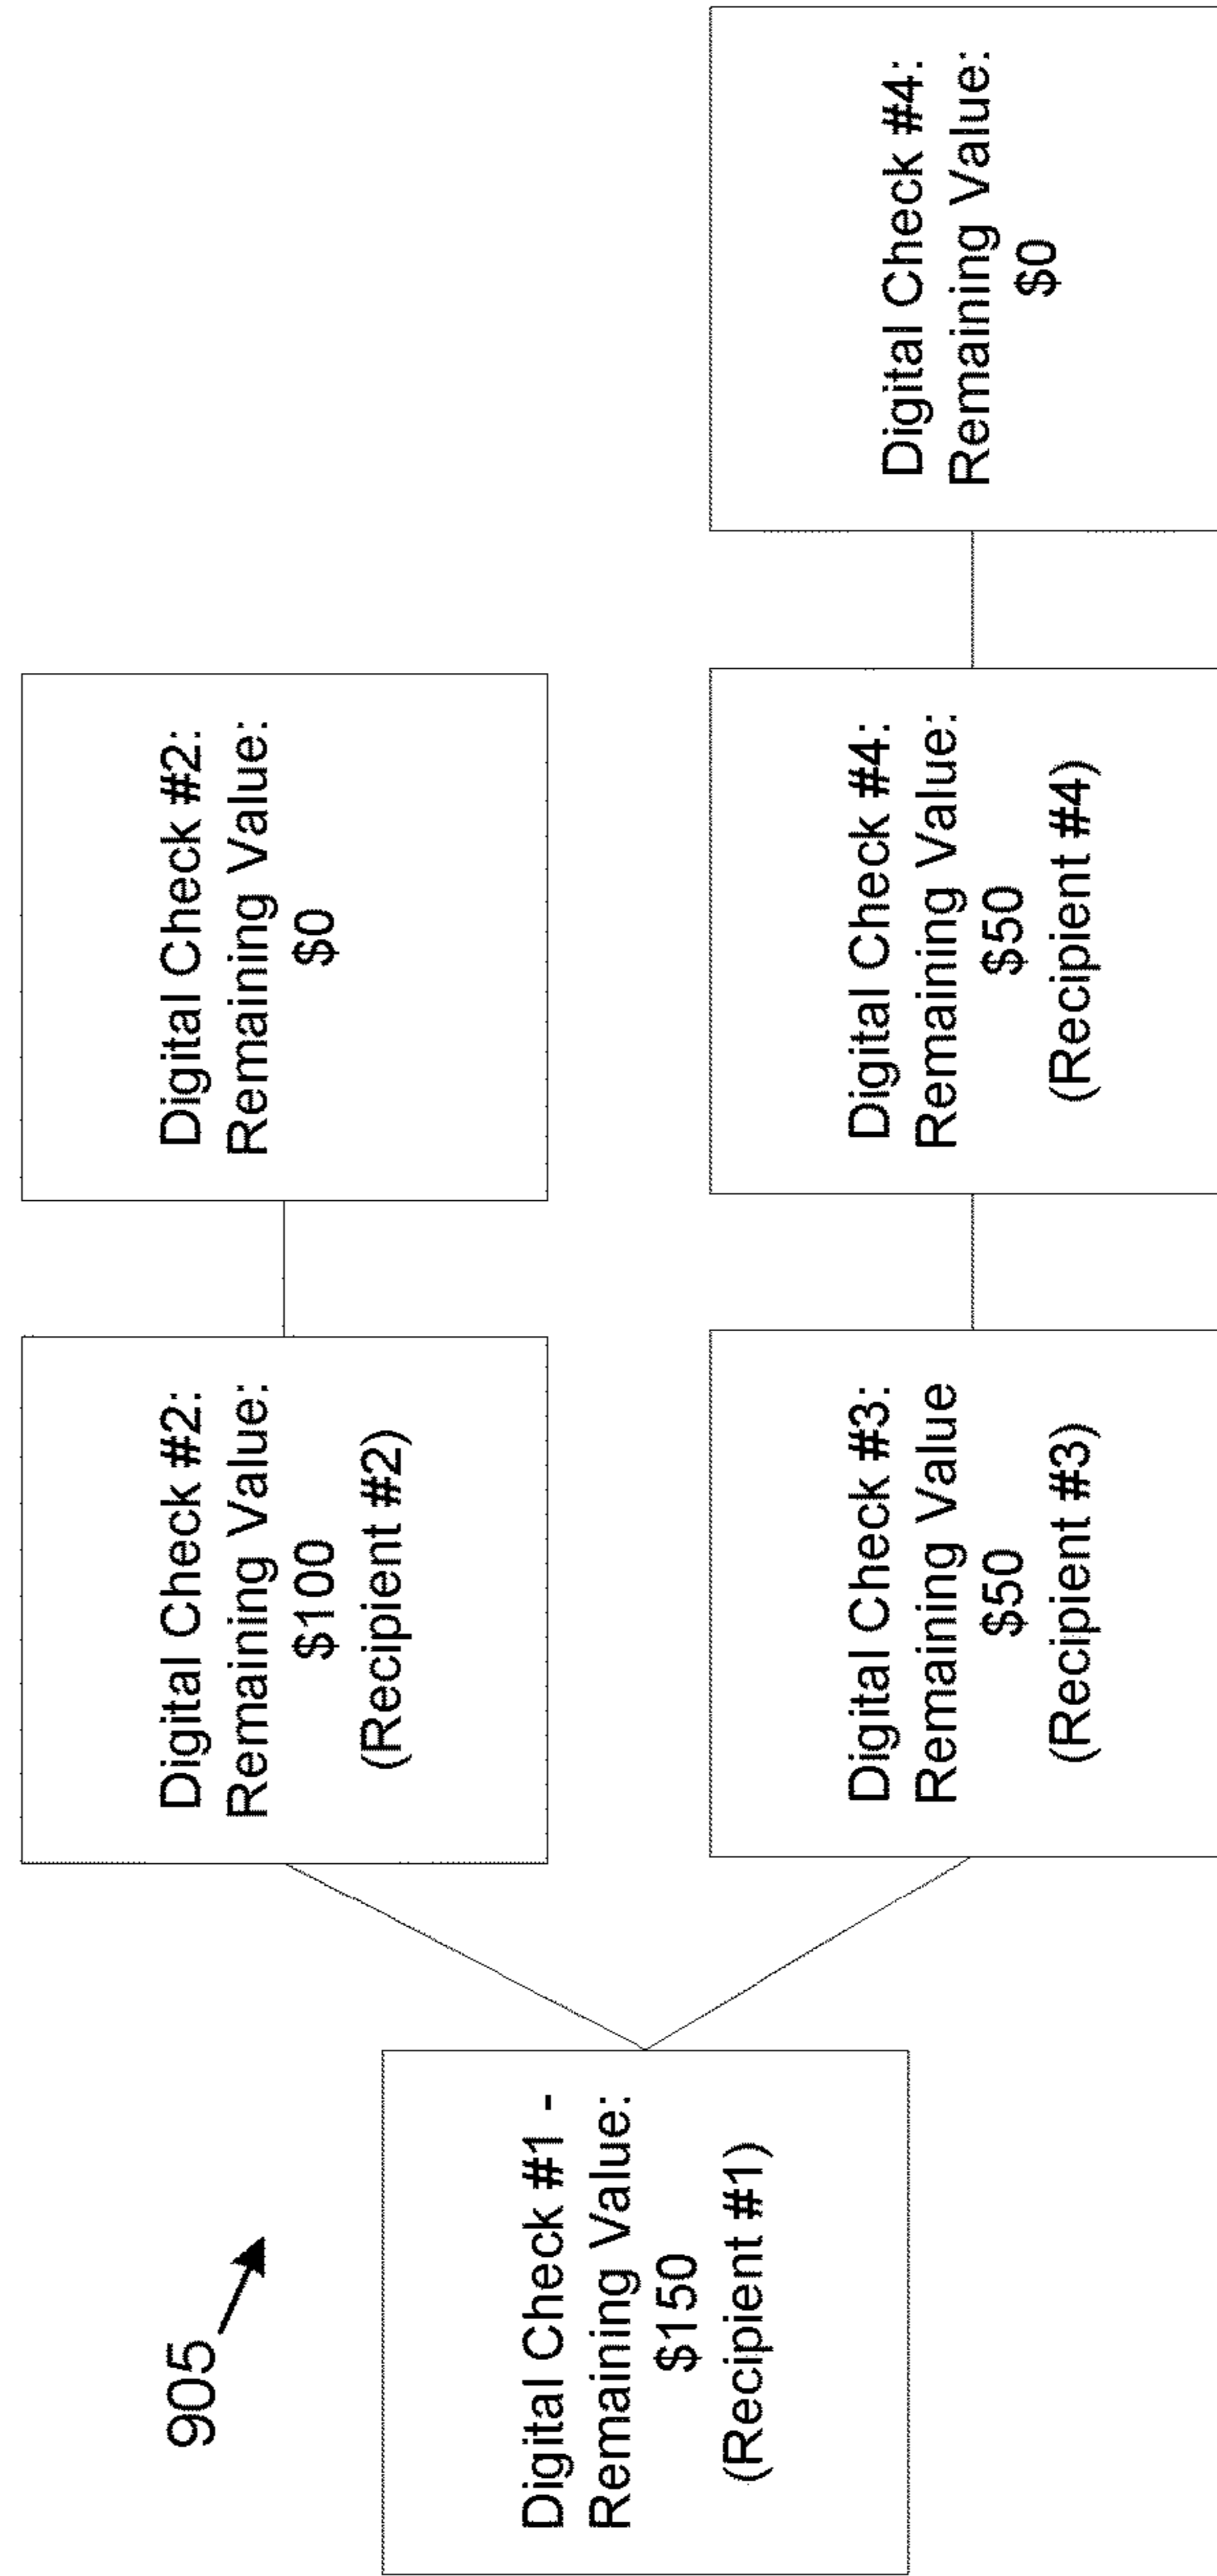 905
Digital Check #1 -
Remaining Value:
$150
(Recipient #1)
Digital Check #2:
Remaining Value:
$100
(Recipient #2)
Digital Check #2:
Remaining Value:
$0
Digital Check #3:
Remaining Value
$50
(Recipient #3)
Digital Check #4:
Remaining Value:
$50
(Recipient #4)
Digital Check #4:
Remaining Value:
$0